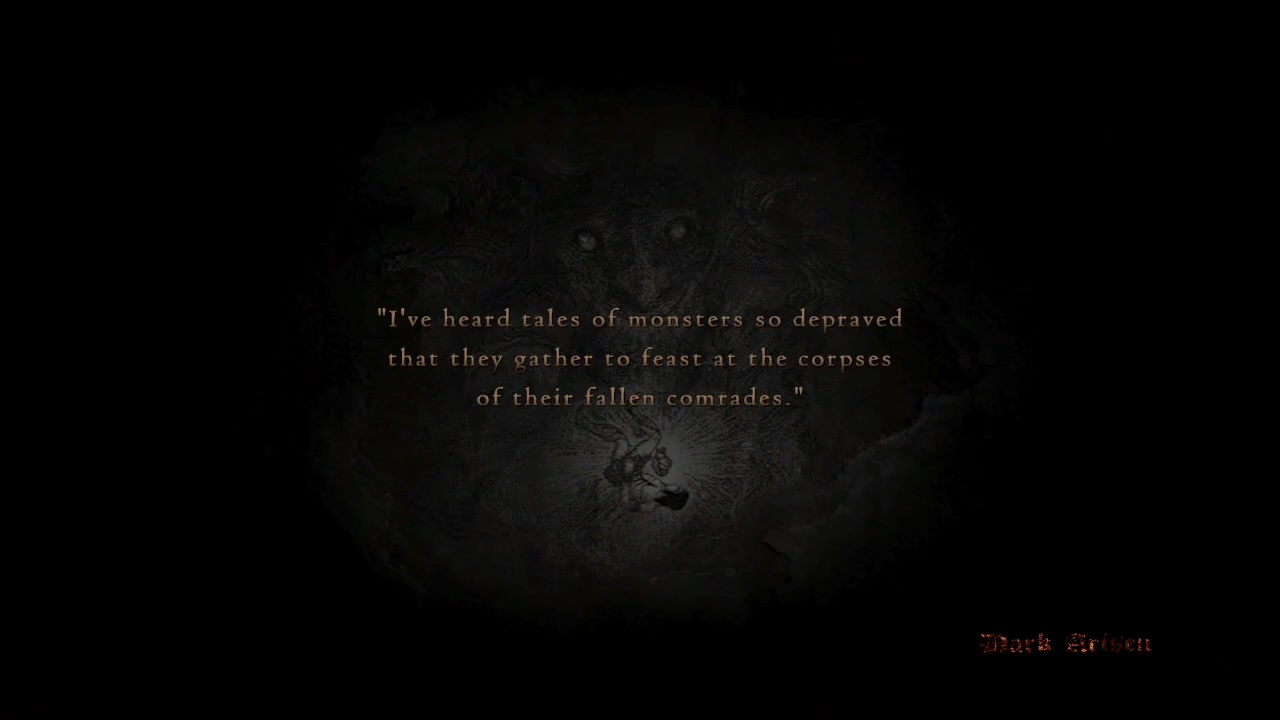 "I've heard tales of monsters so depraved
that they gather to feast at the corpses
of their fallen comrades."
Dark Arisen